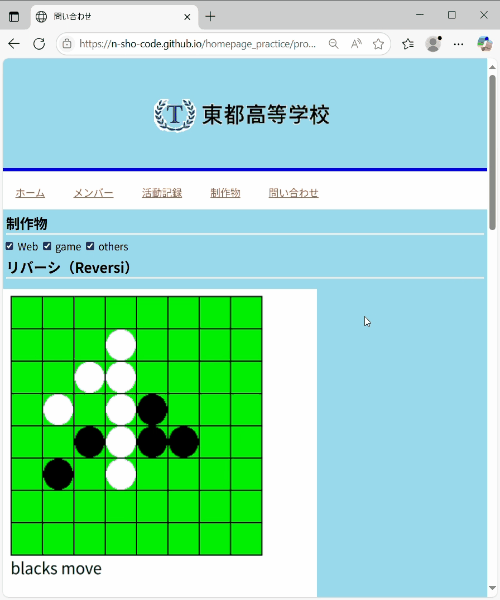 問い合わせ
https://n-sho-code.github.io/homepage_practice/pro...
T 東都高等学校
ホーム メンバー 活動記録 制作物 問い合わせ
制作物
Web game others
リバーシ（Reversi）
blacks move